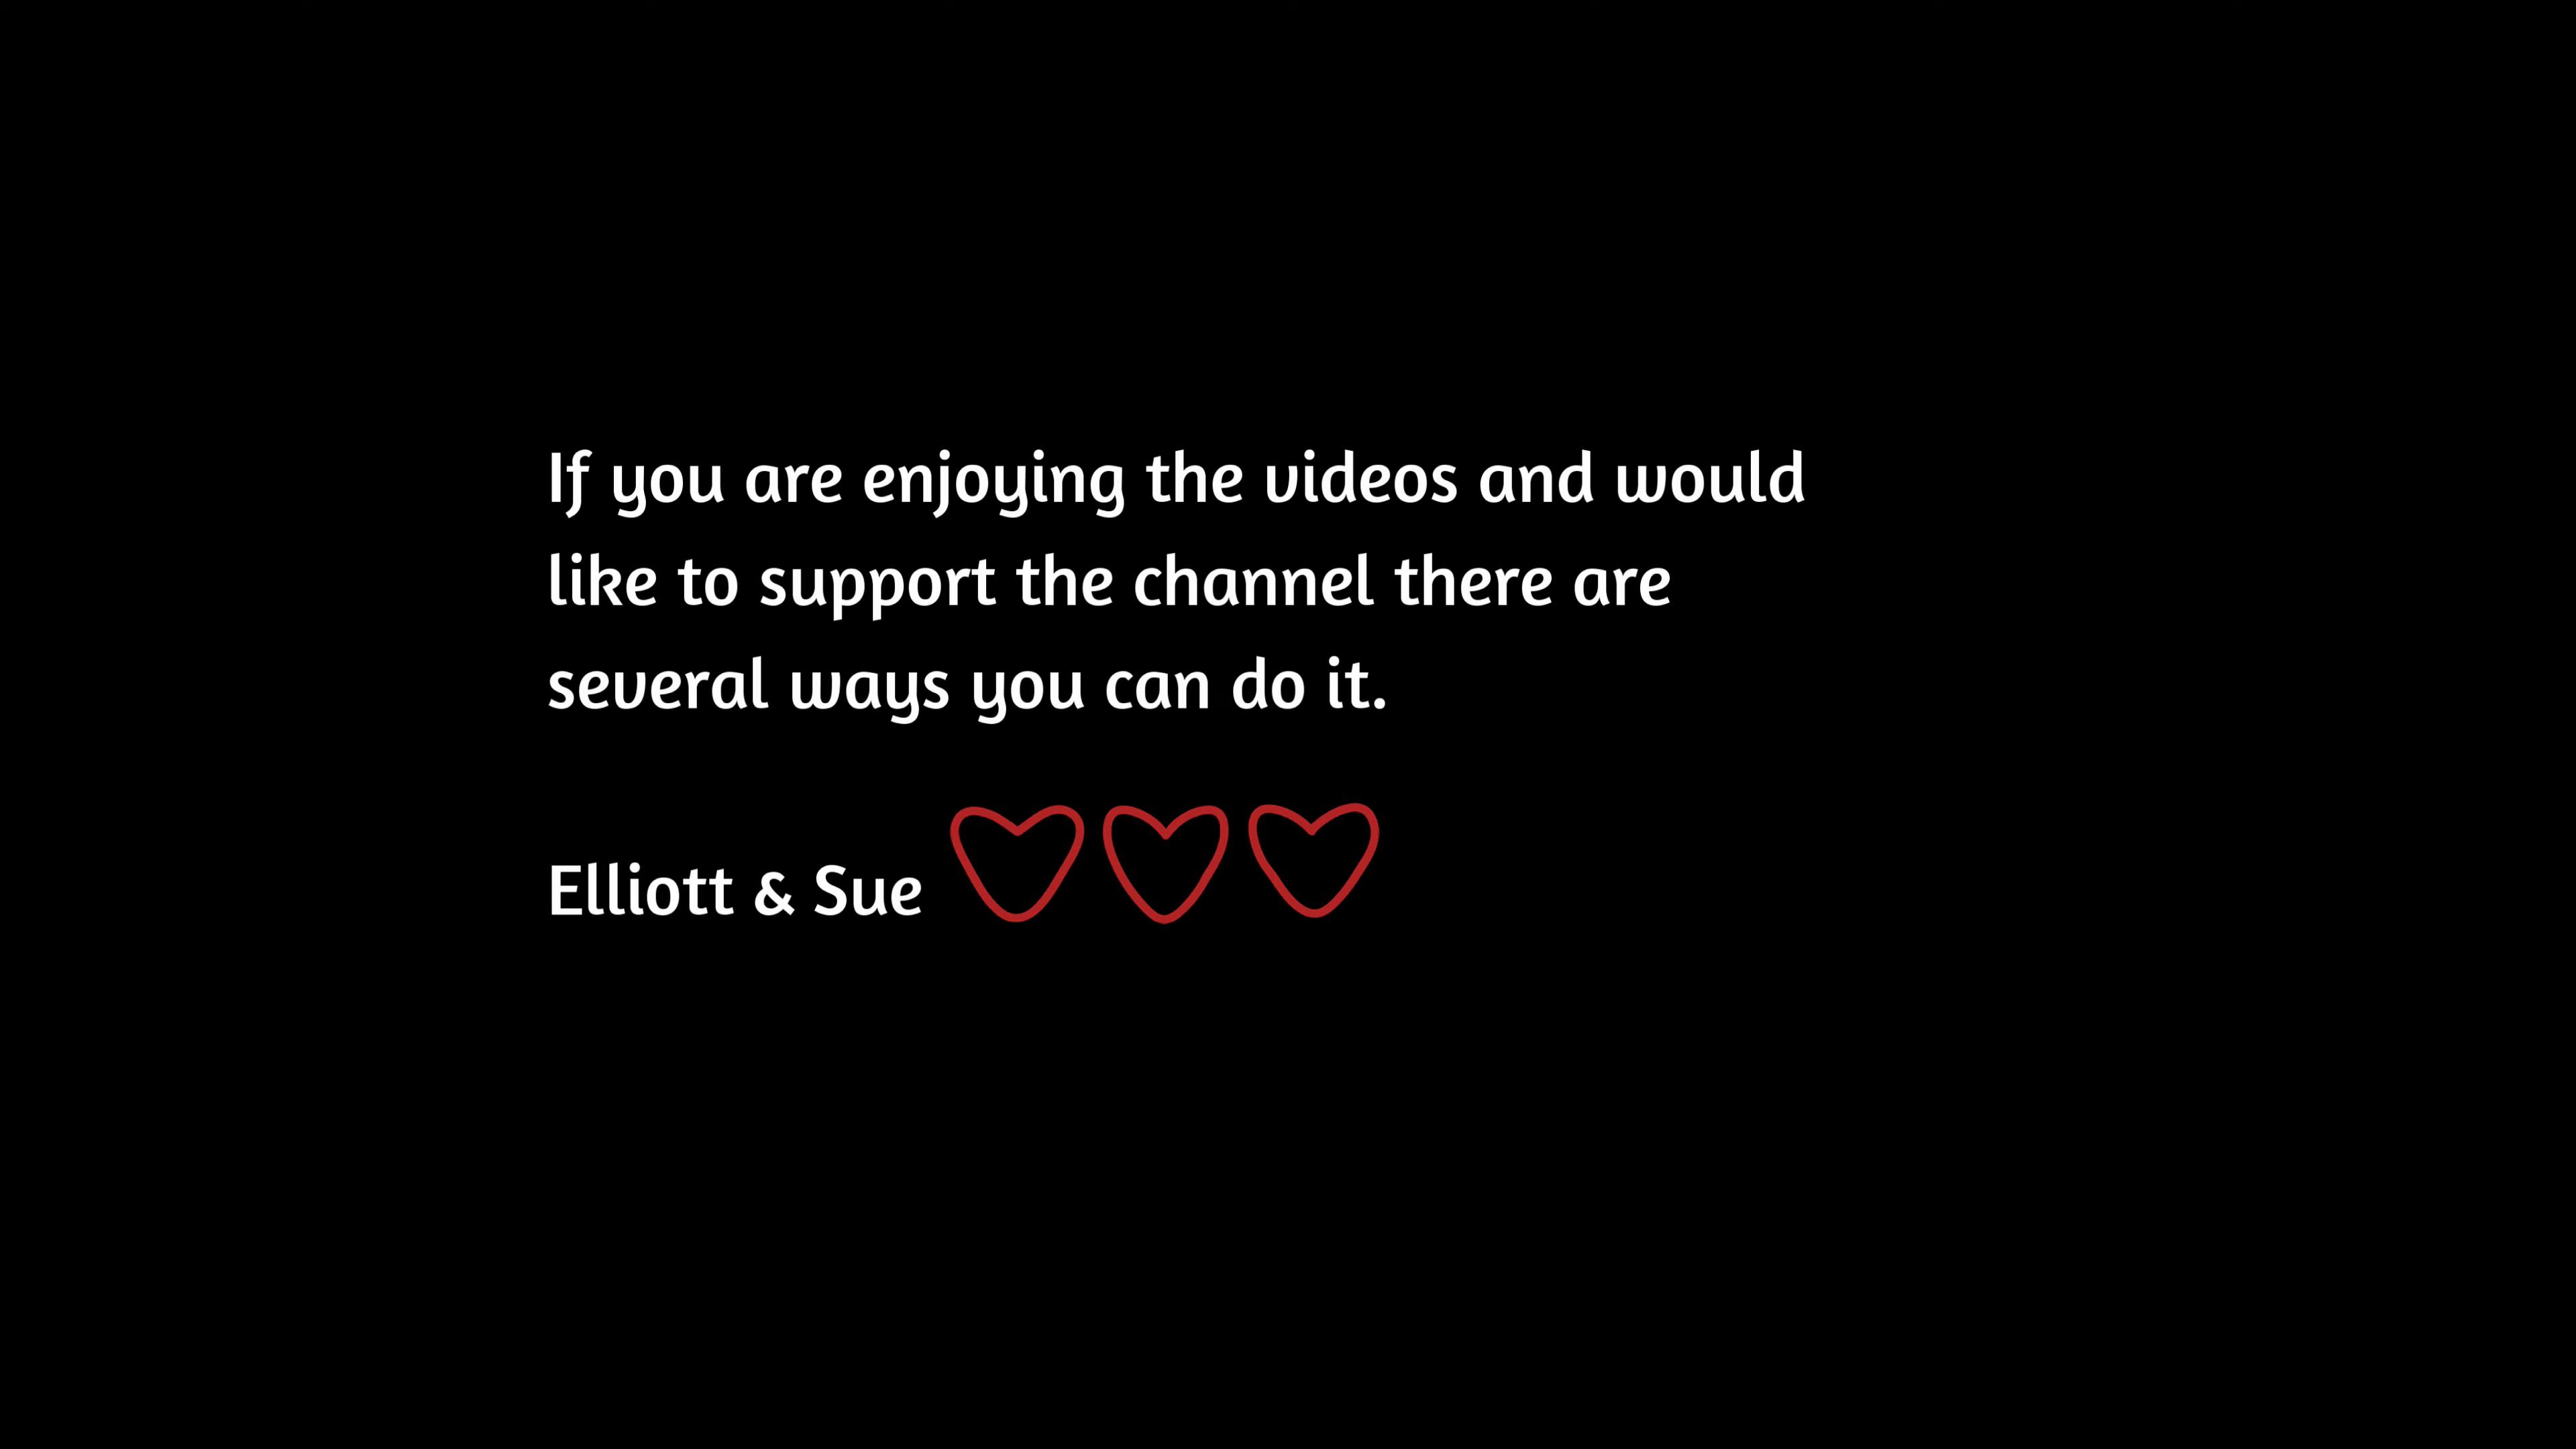 If you are enjoying the videos and would
like to support the channel there are
several ways you can do it.
Elliott & Sue